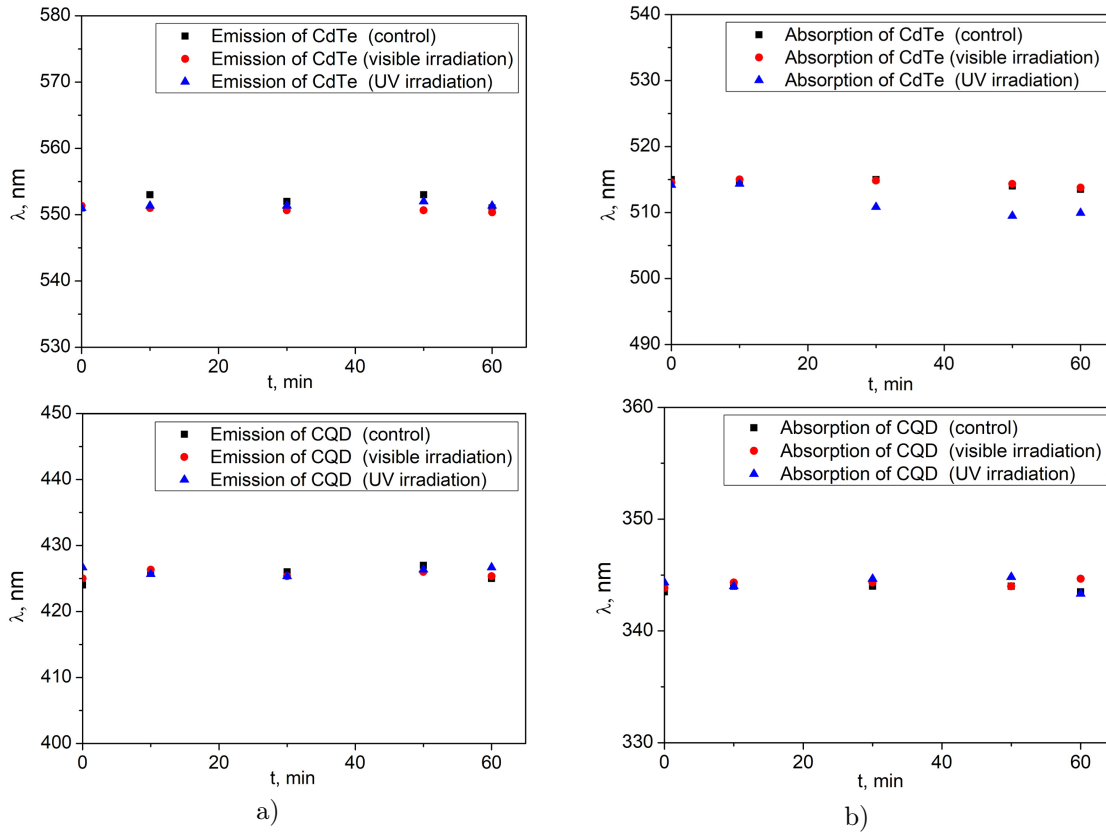 580
570
560
550
540
530
λ, nm
Emission of CdTe (control)
Emission of CdTe (visible irradiation)
Emission of CdTe (UV irradiation)
0 20 40 60
t, min
540
530
520
510
500
490
λ, nm
Absorption of CdTe (control)
Absorption of CdTe (visible irradiation)
Absorption of CdTe (UV irradiation)
0 20 40 60
t, min
450
440
430
420
410
400
λ, nm
Emission of CQD (control)
Emission of CQD (visible irradiation)
Emission of CQD (UV irradiation)
0 20 40 60
t, min
a)
360
350
340
330
λ, nm
Absorption of CQD (control)
Absorption of CQD (visible irradiation)
Absorption of CQD (UV irradiation)
0 20 40 60
t, min
b)